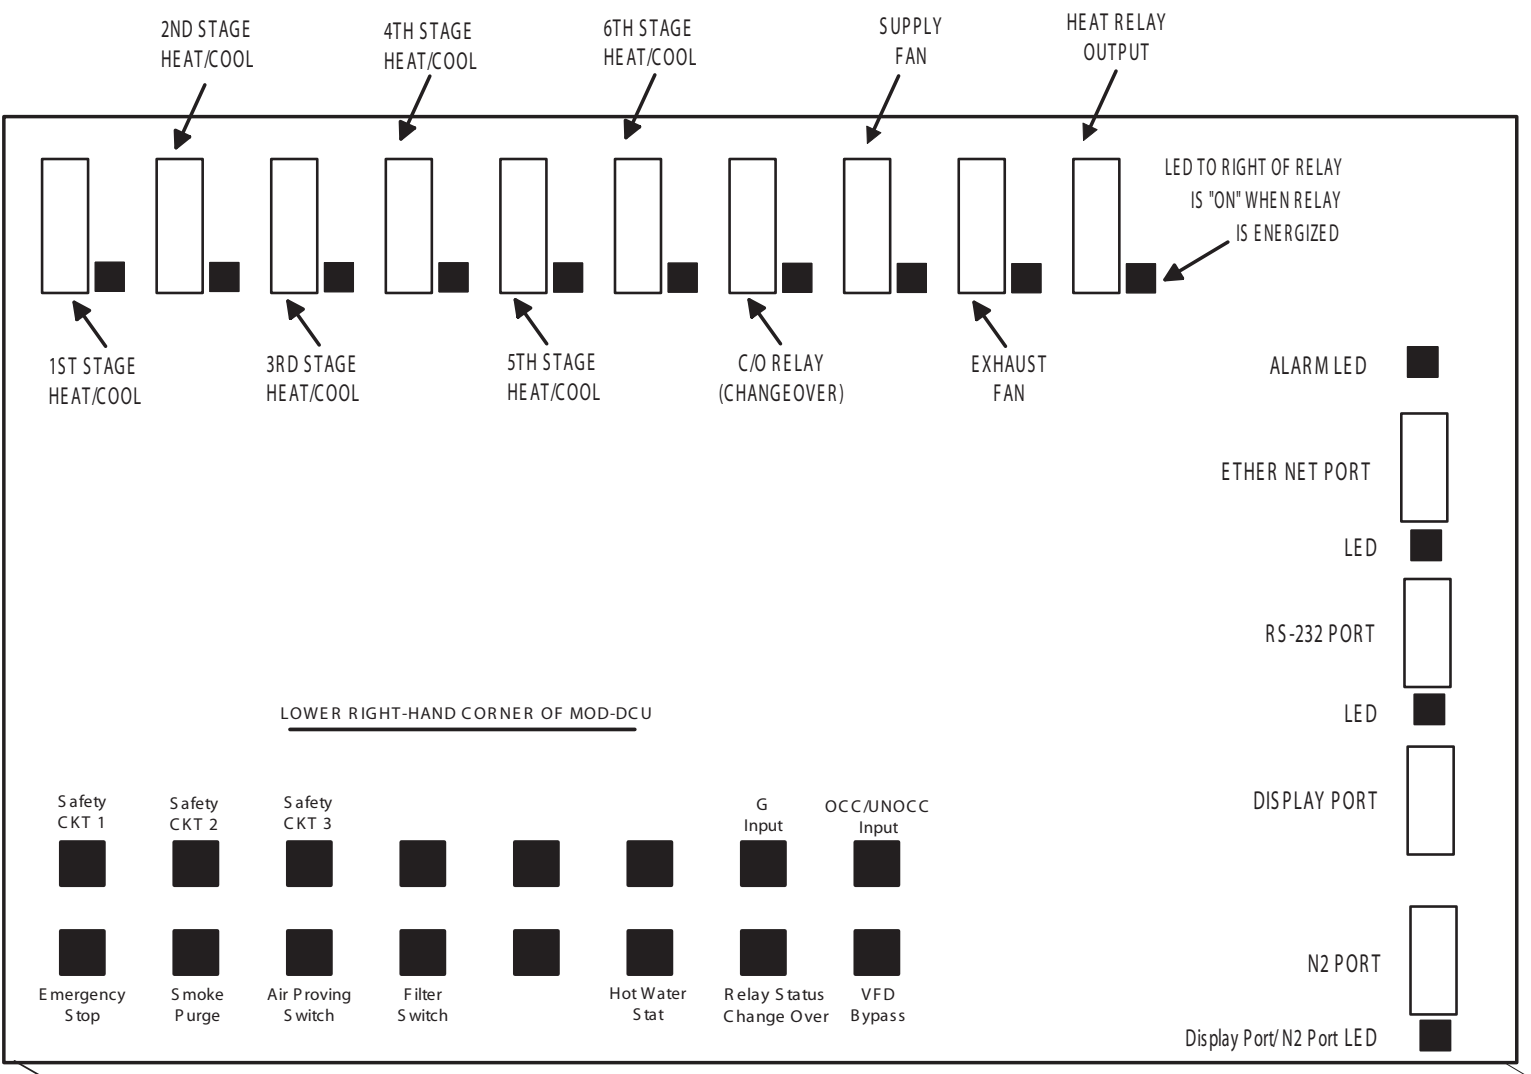 2ND STAGE
HEAT/COOL
4TH STAGE
HEAT/COOL
6TH STAGE
HEAT/COOL
SUPPLY
FAN
HEAT RELAY
OUTPUT
LED TO RIGHT OF RELAY
IS "ON" WHEN RELAY
IS ENERGIZED
1ST STAGE
HEAT/COOL
3RD STAGE
HEAT/COOL
5TH STAGE
HEAT/COOL
C/O RELAY
(CHANGEOVER)
EXHAUST
FAN
ALARM LED
ETHER NET PORT
LED
RS-232 PORT
LED
DISPLAY PORT
N2 PORT
Display Port/ N2 Port LED
LOWER RIGHT-HAND CORNER OF MOD-DCU
Safety
CKT 1
Safety
CKT 2
Safety
CKT 3
G
Input
OCC/UNOCC
Input
Emergency
Stop
Smoke
Purge
Air Proving
Switch
Filter
Switch
Hot Water
Stat
Relay Status
Change Over
VFD
Bypass